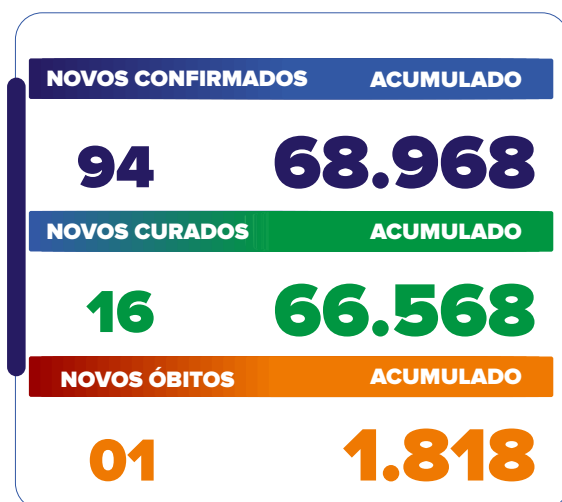 NOVOS CONFIRMADOS ACUMULADO
94 68.968
NOVOS CURADOS ACUMULADO
16 66.568
NOVOS ÓBITOS ACUMULADO
01 1.818